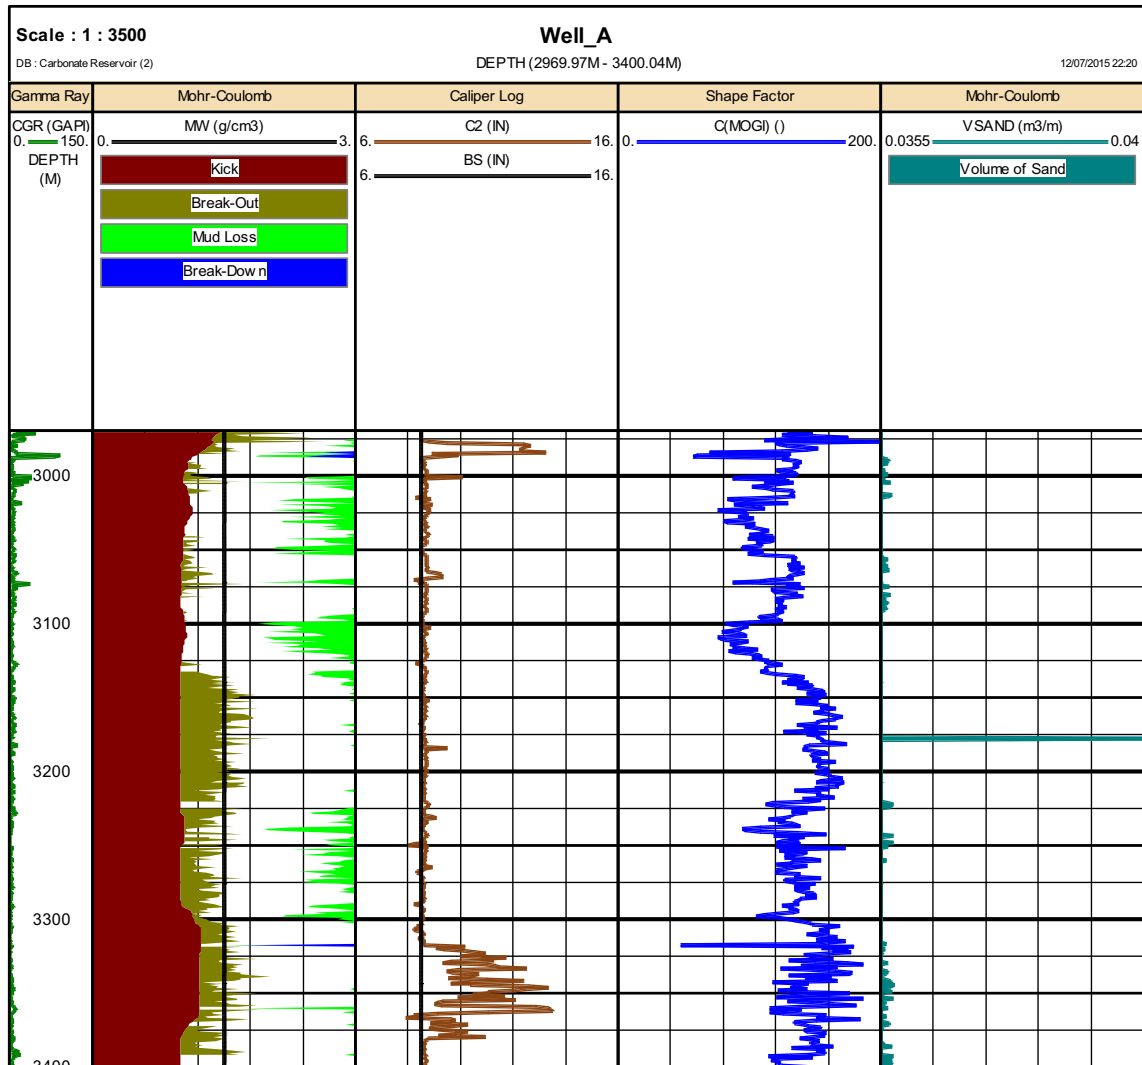 Scale : 1 : 3500
Well_A
DB : Carbonate Reservoir (2)
DEPTH (2969.97M - 3400.04M)
12/07/2015 22:20
Gamma Ray
Mohr-Coulomb
Caliper Log
Shape Factor
Mohr-Coulomb
CGR (GAPI)
0. 150.
DEPTH
(M)
MW (g/cm3)
0. 3.
Kick
Break-Out
Mud Loss
Break-Down
C2 (IN)
6. 16.
BS (IN)
6. 16.
C(MOGI) ()
0. 200.
VSAND (m3/m)
0.0355 0.04
Volume of Sand
3000
3100
3200
3300
3400